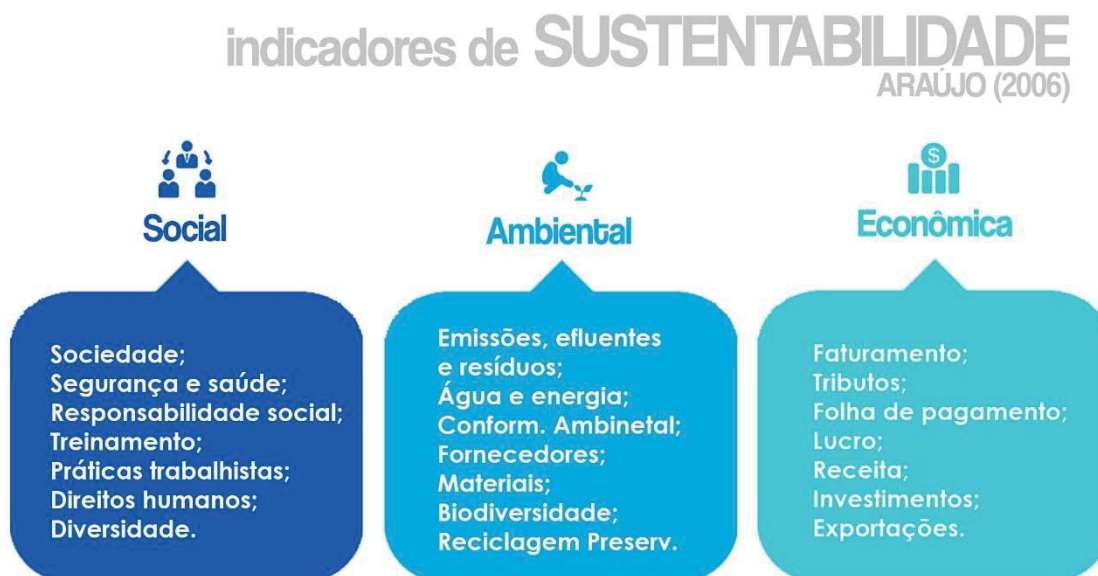 indicadores de SUSTENTABILIDADE
ARAÚJO (2006)
Social
Sociedade;
Segurança e saúde;
Responsabilidade social;
Treinamento;
Práticas trabalhistas;
Direitos humanos;
Diversidade.
Ambiental
Emissões, efluentes
e resíduos;
Água e energia;
Conform. Ambinetal;
Fornecedores;
Materiais;
Biodiversidade;
Reciclagem Preserv.
$
Econômica
Faturamento;
Tributos;
Folha de pagamento;
Lucro;
Receita;
Investimentos;
Exportações.